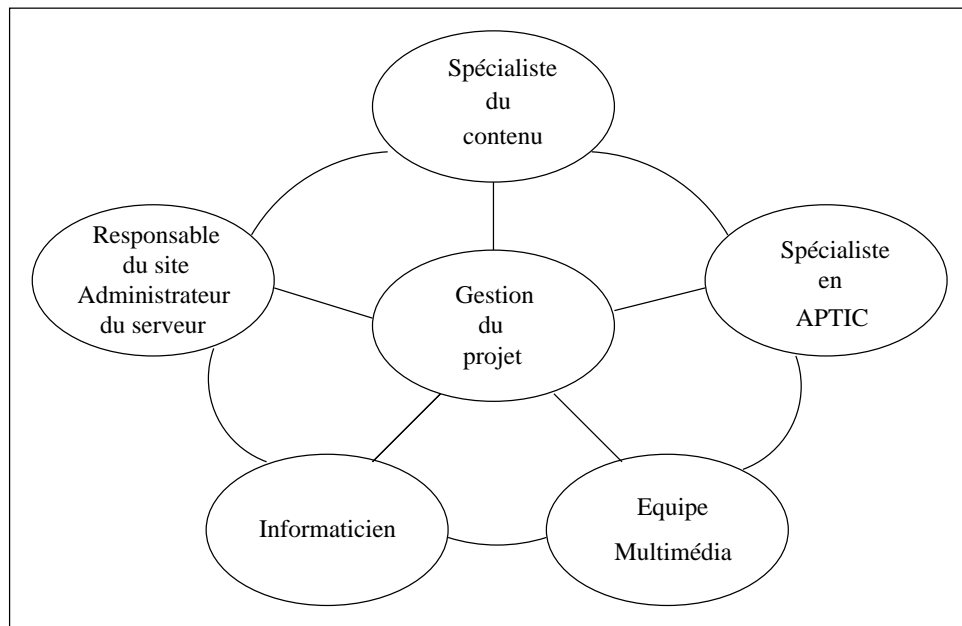 Spécialiste
du
contenu
Responsable
du site
Administrateur
du serveur
Gestion
du
projet
Spécialiste
en
APTIC
Informaticien
Equipe
Multimédia